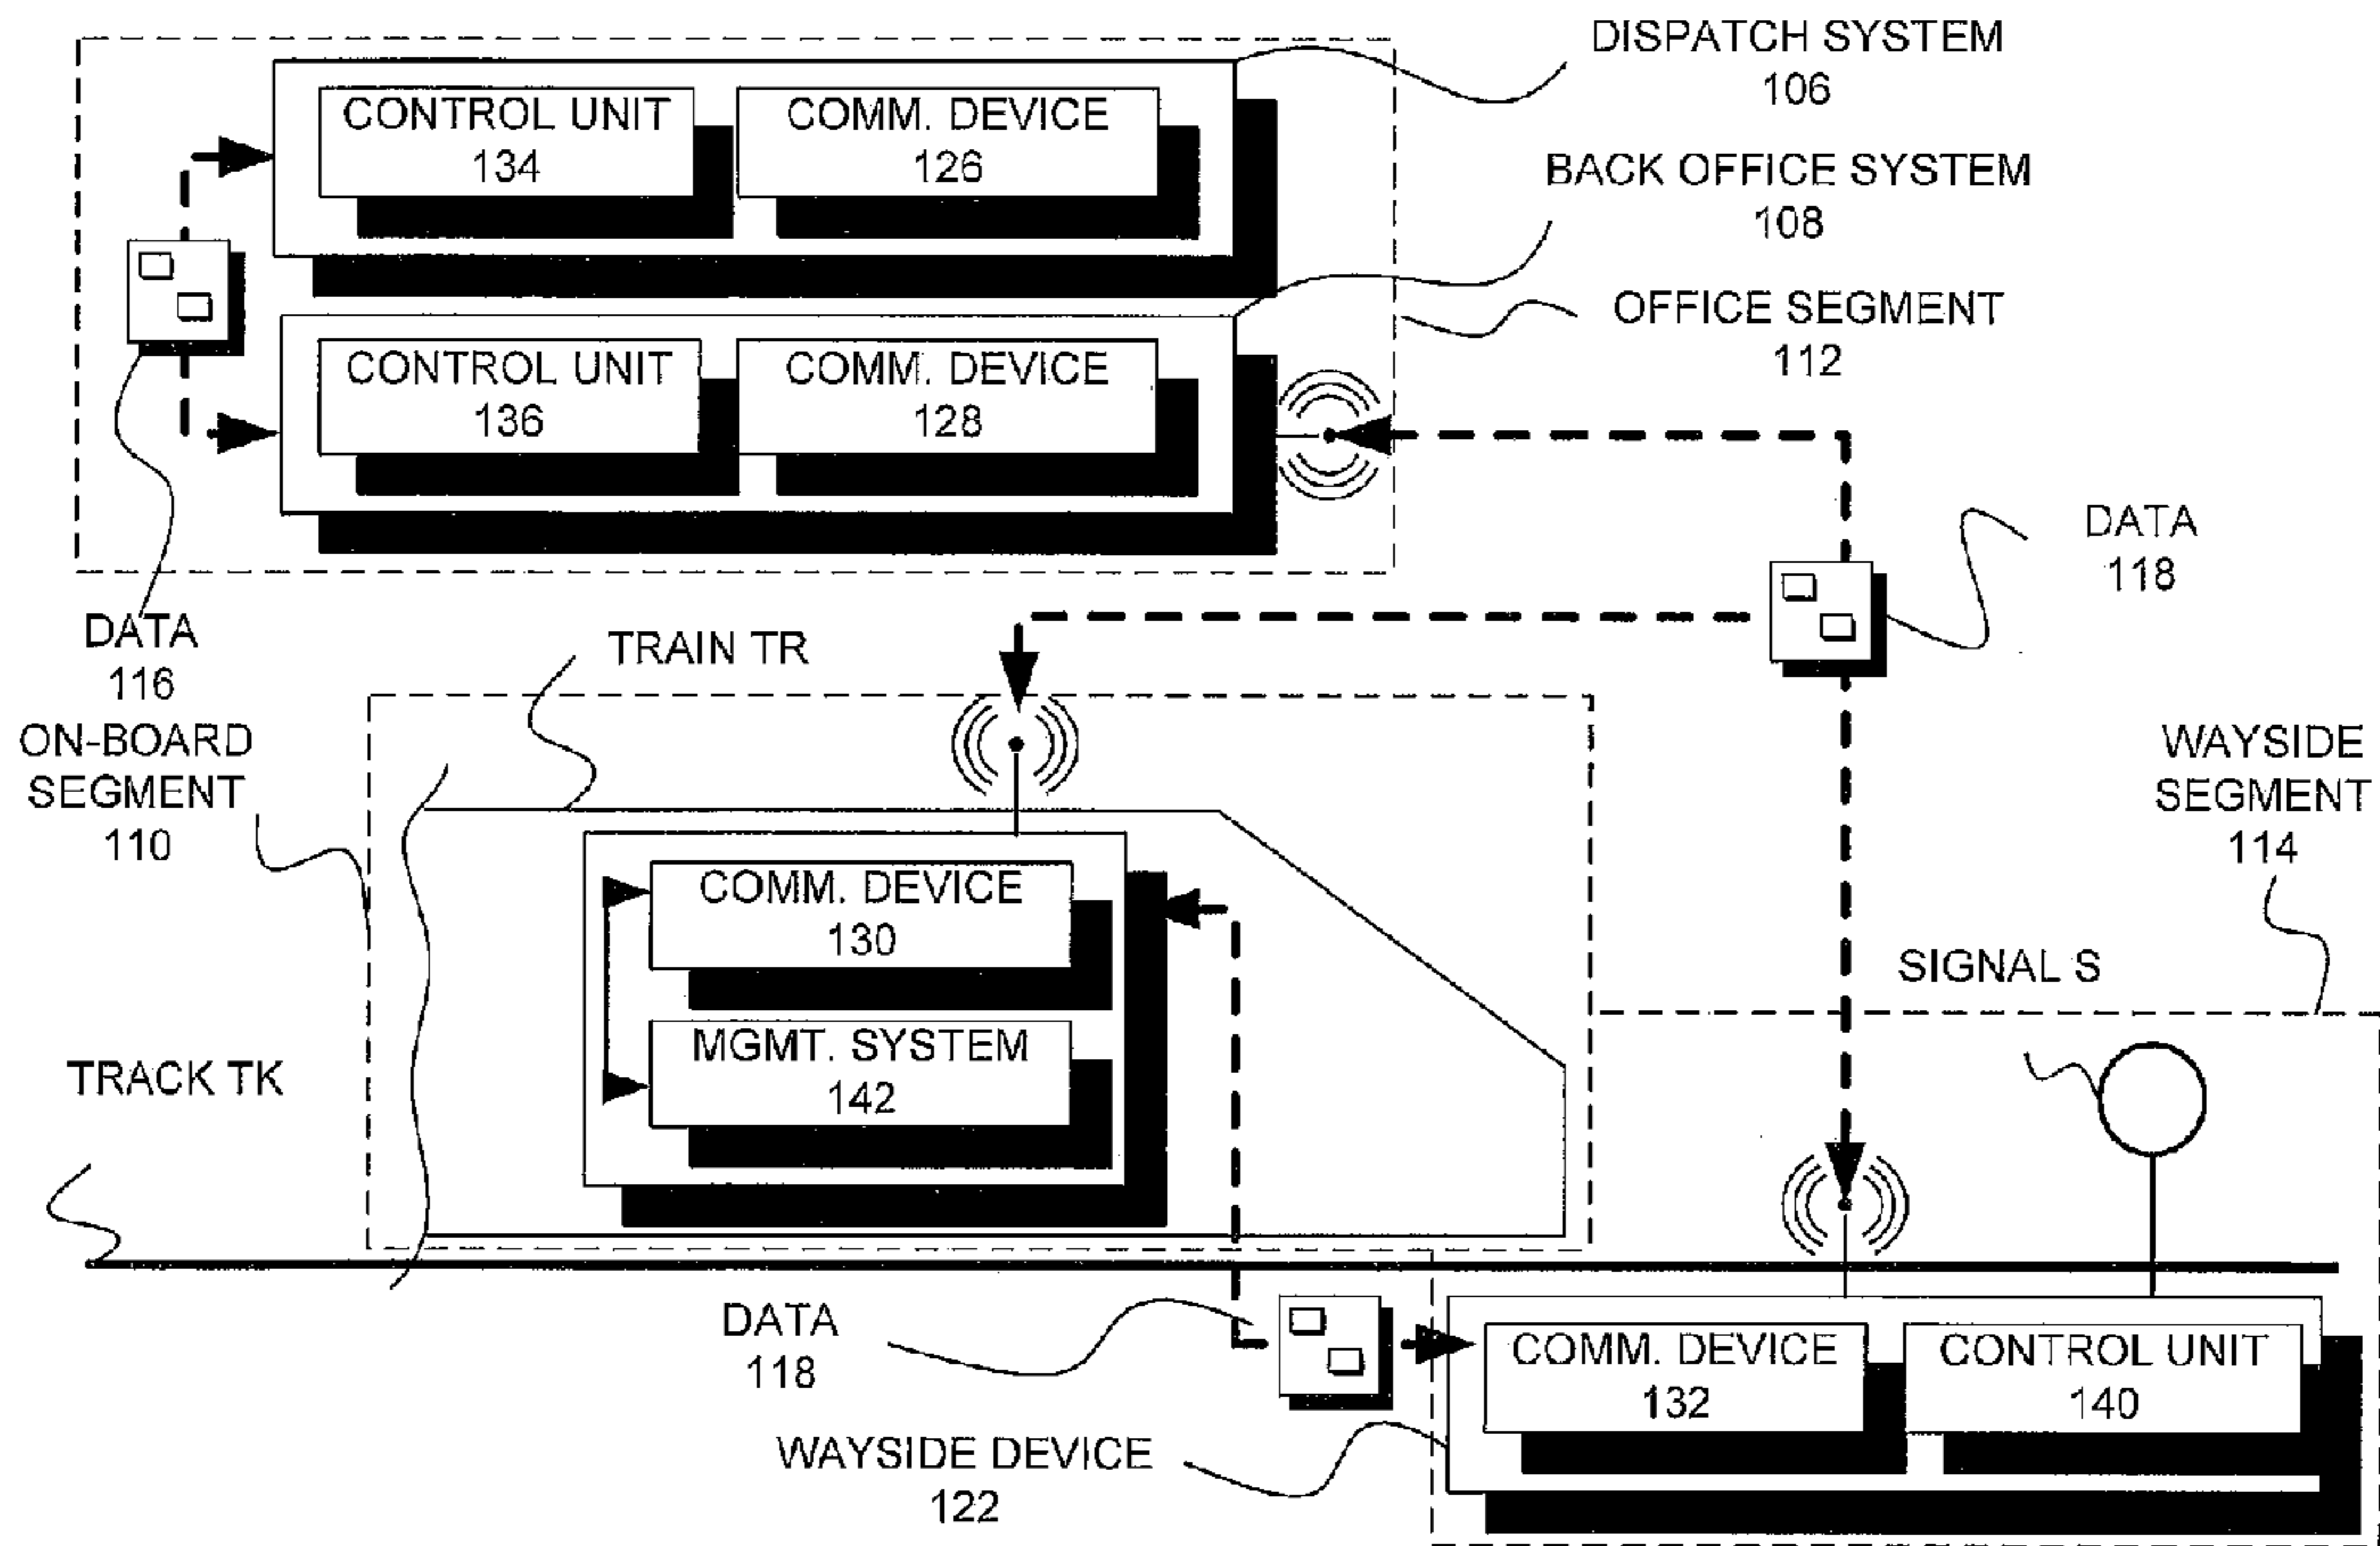 DISPATCH SYSTEM
106
CONTROL UNIT
134
COMM. DEVICE
126
BACK OFFICE SYSTEM
108
OFFICE SEGMENT
112
CONTROL UNIT
136
COMM. DEVICE
128
DATA
118
DATA
116
TRAIN TR
ON-BOARD
SEGMENT
110
WAYSIDE
SEGMENT
114
COMM. DEVICE
130
SIGNAL S
MGMT. SYSTEM
142
TRACK TK
DATA
118
COMM. DEVICE
132
CONTROL UNIT
140
WAYSIDE DEVICE
122